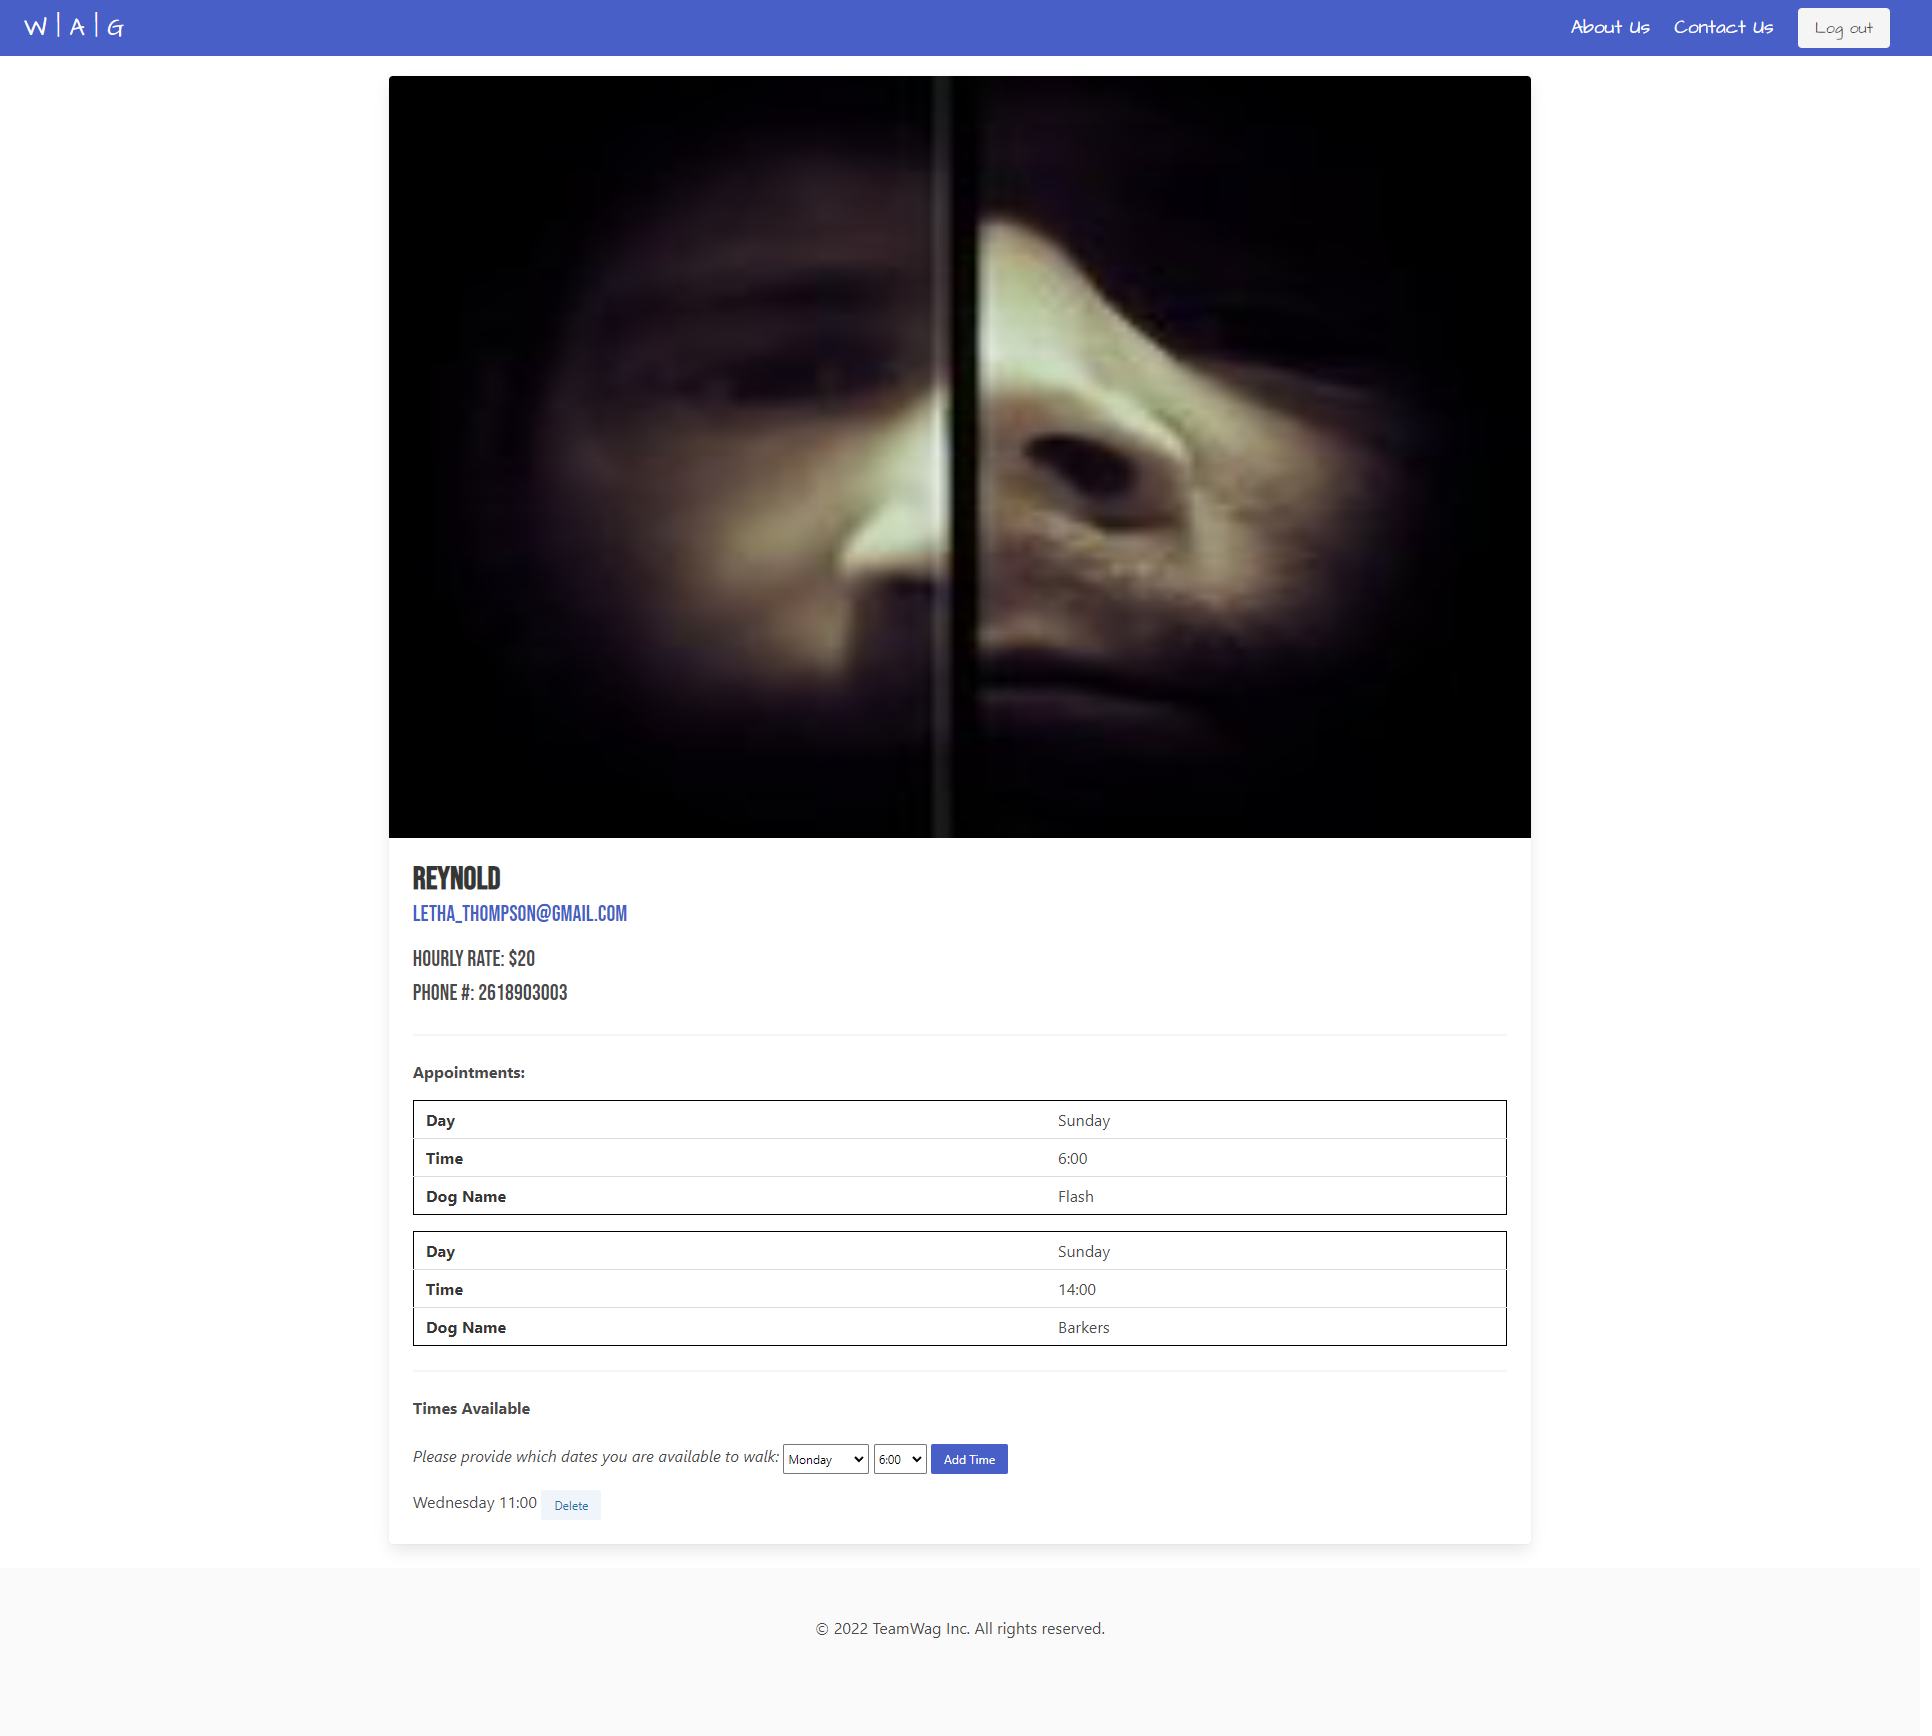 W|A|G
About Us Contact Us Log out
REYNOLD
LETHA_THOMPSON@GMAIL.COM
HOURLY RATE: $20
PHONE #: 2618903003
Appointments:
Day Sunday
Time 6:00
Dog Name Flash
Day Sunday
Time 14:00
Dog Name Barkers
Times Available
Please provide which dates you are available to walk: Monday 6:00 Add Time
Wednesday 11:00 Delete
© 2022 TeamWag Inc. All rights reserved.